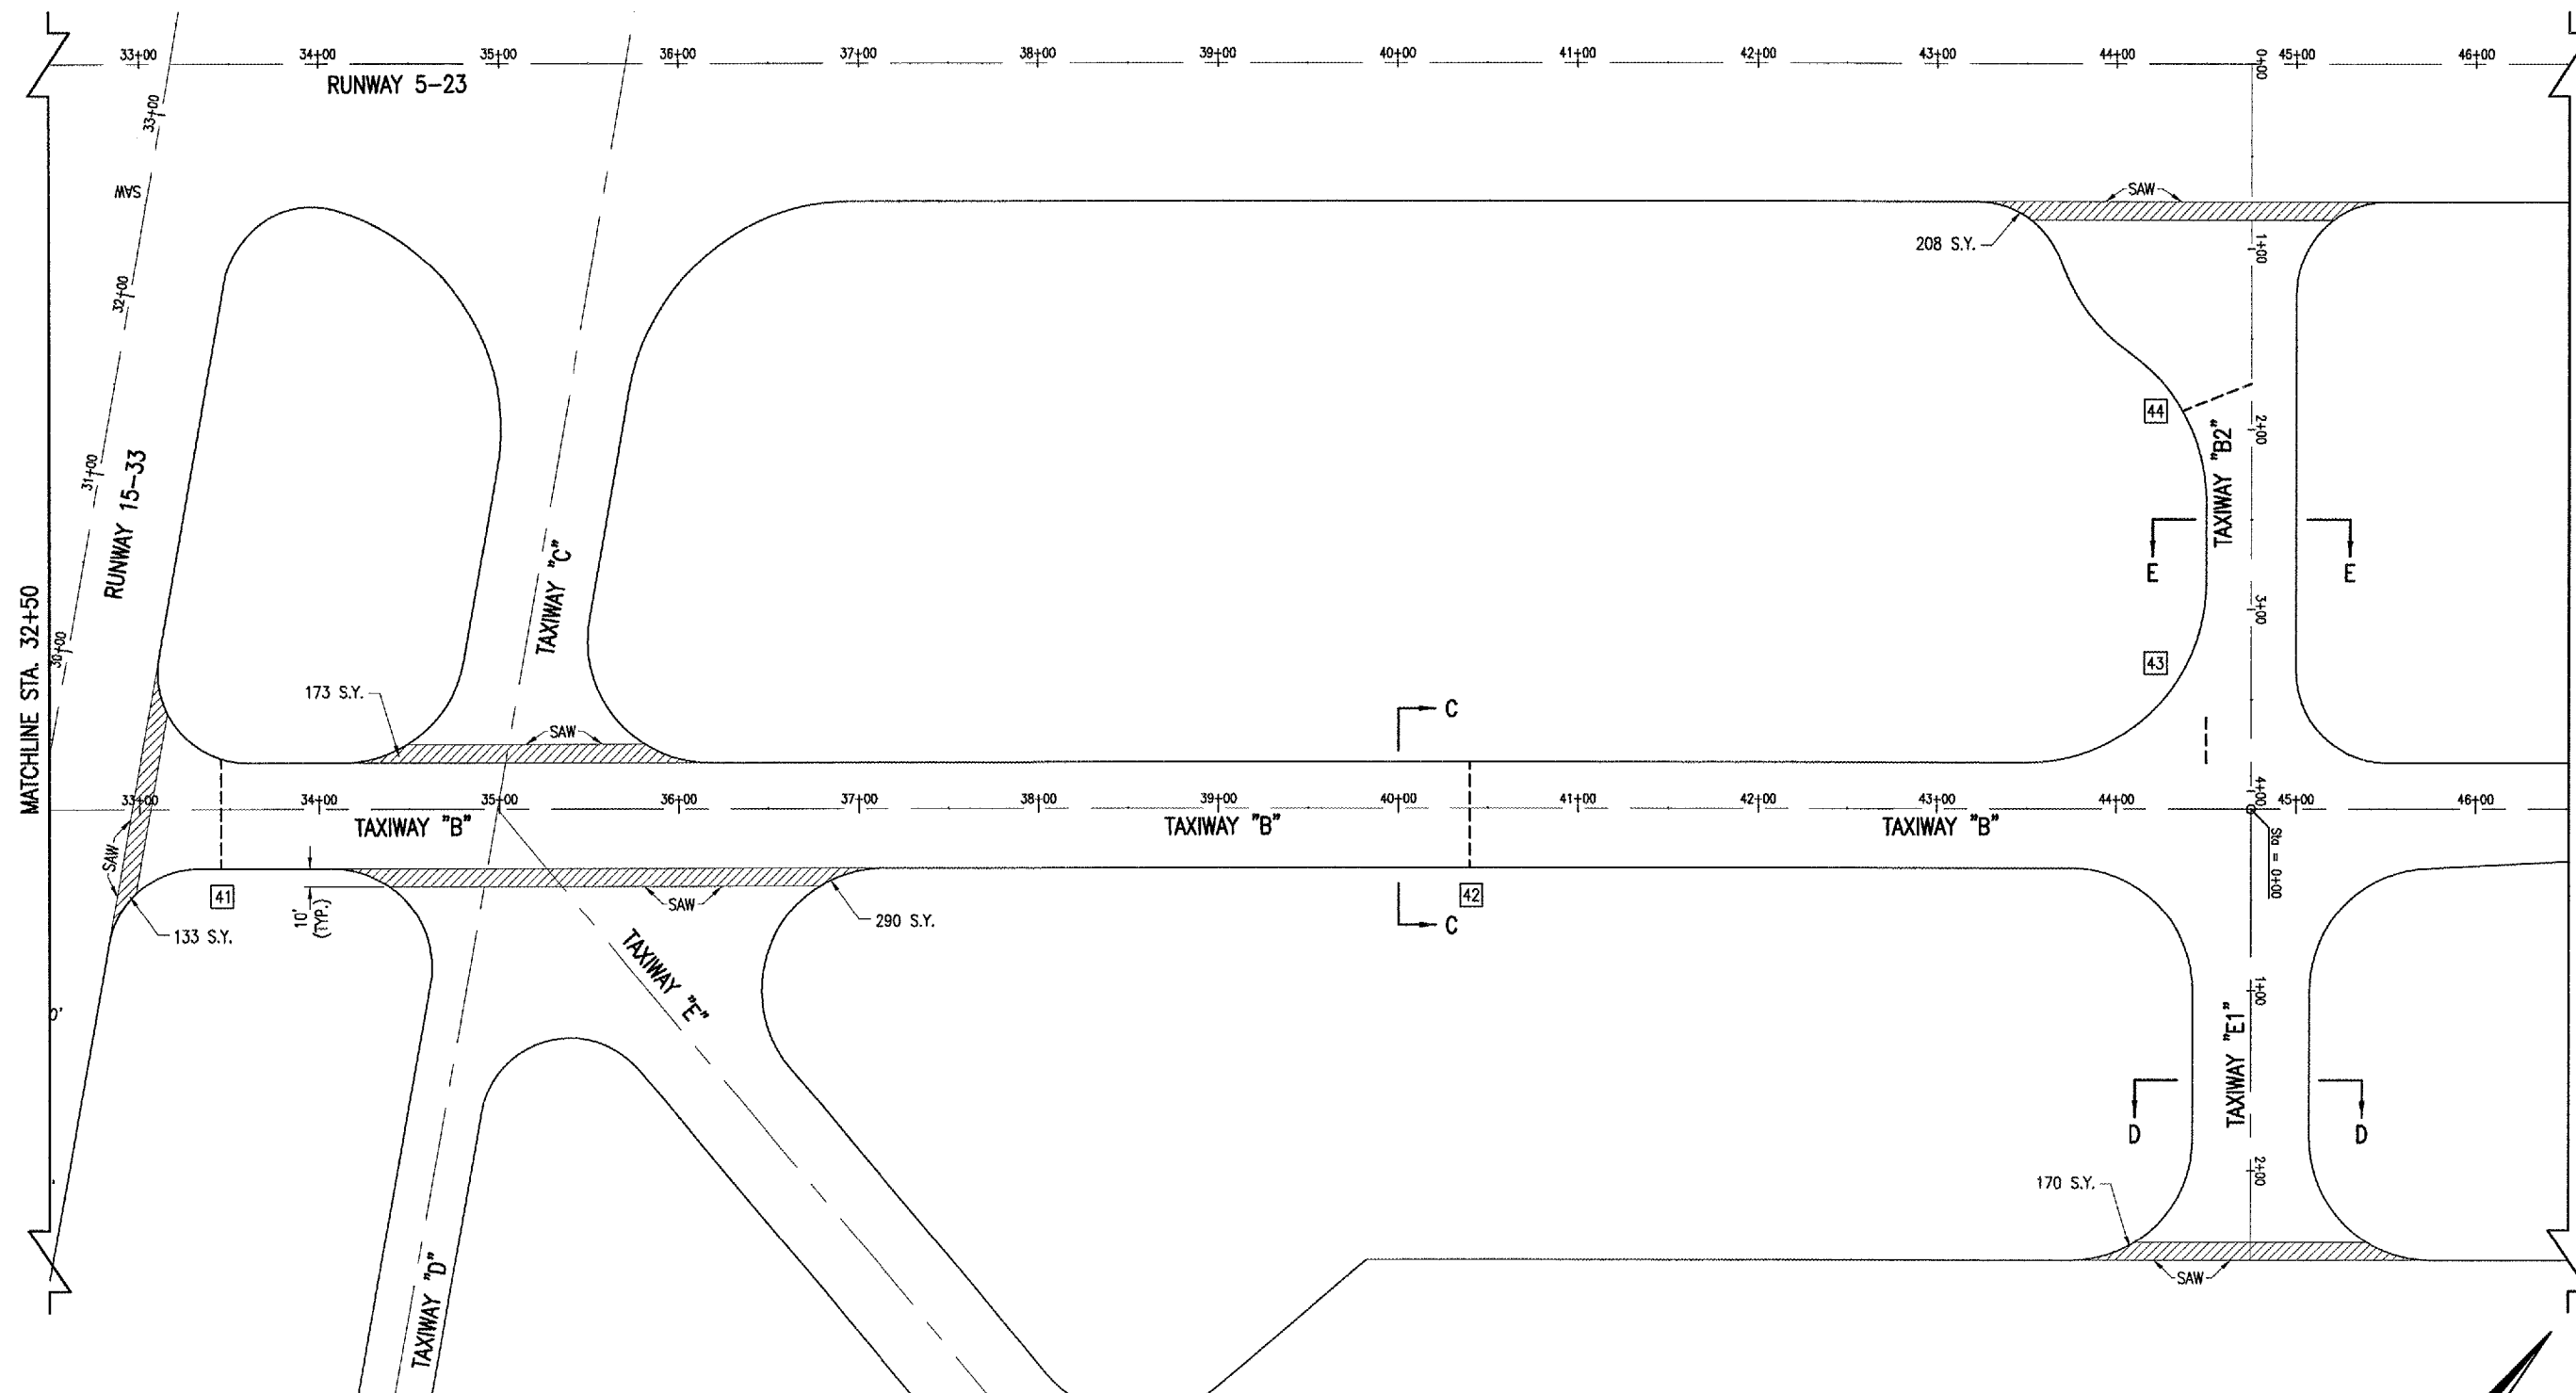 33+00 34+00 35+00 36+00 37+00 38+00 39+00 40+00 41+00 42+00 43+00 44+00 45+00 46+00
0+00
RUNWAY 5-23
33+00
SAW
SAW
208 S.Y.
1+00
32+00
44
2+00
TAXIWAY "B2"
31+00
RUNWAY 15-33
TAXIWAY "C"
E E
3+00
MATCHLINE STA. 32+50
30+00
43
173 S.Y.
SAW
C
33+00 34+00 35+00 36+00 37+00 38+00 39+00 40+00 41+00 42+00 43+00 44+00 45+00 46+00
4+00
TAXIWAY "B" TAXIWAY "B" TAXIWAY "B"
Sta = 0+00
SAW
41
10'
(TYP.)
SAW
42
290 S.Y.
C
133 S.Y.
TAXIWAY "E"
1+00
0'
TAXIWAY "E1"
D D
2+00
170 S.Y.
SAW
TAXIWAY "D"